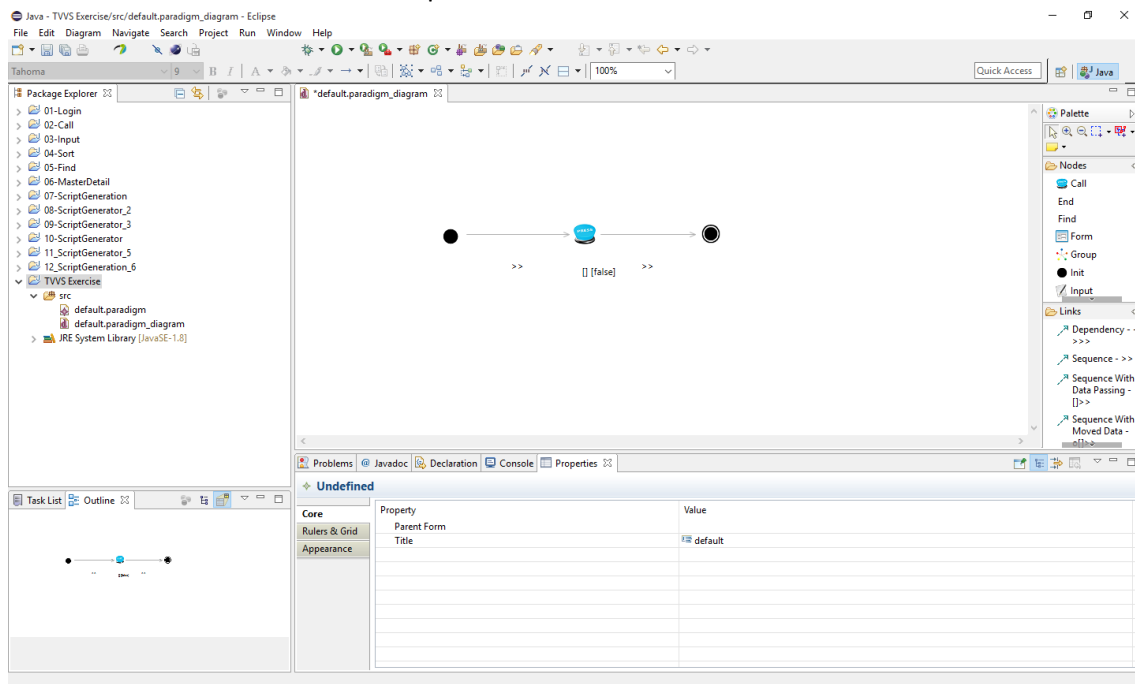 Java - TVVS Exercise/src/default.paradigm_diagram - Eclipse
File Edit Diagram Navigate Search Project Run Window Help
Tahoma 9 B I A 100% Quick Access Java
Package Explorer
01-Login
02-Call
03-Input
04-Sort
05-Find
06-MasterDetail
07-ScriptGeneration
08-ScriptGenerator_2
09-ScriptGenerator_3
10-ScriptGenerator
11_ScriptGenerator_5
12_ScriptGeneration_6
TVVS Exercise
src
default.paradigm
default.paradigm_diagram
JRE System Library [JavaSE-1.8]
*default.paradigm_diagram
>> [] [false] >>
Palette
Nodes
Call
End
Find
Form
Group
Init
Input
Links
Dependency - -
>>>
Sequence - >>
Sequence With
Data Passing -
[]>>
Sequence With
Moved Data -
Task List Outline
Problems @ Javadoc Declaration Console Properties
Undefined
Core
Rulers & Grid
Appearance
Property Value
Parent Form
Title default